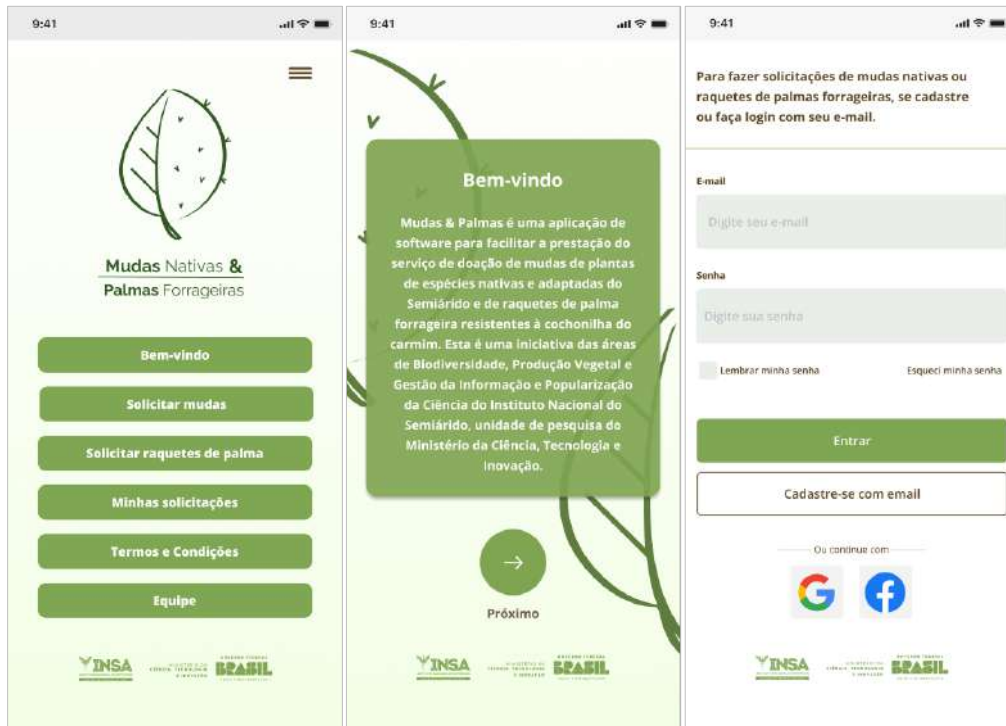 9:41
Mudas Nativas &
Palmas Forrageiras
Bem-vindo
Solicitar mudas
Solicitar raquetes de palma
Minhas solicitações
Termos e Condições
Equipe
INSA
BRASIL
9:41
Bem-vindo
Mudas & Palmas é uma aplicação de
software para facilitar a prestação do
serviço de doação de mudas de plantas
de espécies nativas e adaptadas do
Semiárido e de raquetes de palma
forrageira resistentes à cochonilha do
carmim. Esta é uma iniciativa das áreas
de Biodiversidade, Produção Vegetal e
Gestão da Informação e Popularização
da Ciência do Instituto Nacional do
Semiárido, unidade de pesquisa do
Ministério da Ciência, Tecnologia e
Inovação.
Próximo
INSA
BRASIL
9:41
Para fazer solicitações de mudas nativas ou
raquetes de palmas forrageiras, se cadastre
ou faça login com seu e-mail.
E-mail
Digite seu e-mail
Senha
Digite sua senha
Lembrar minha senha
Esqueci minha senha
Entrar
Cadastre-se com email
Ou continue com
INSA
BRASIL